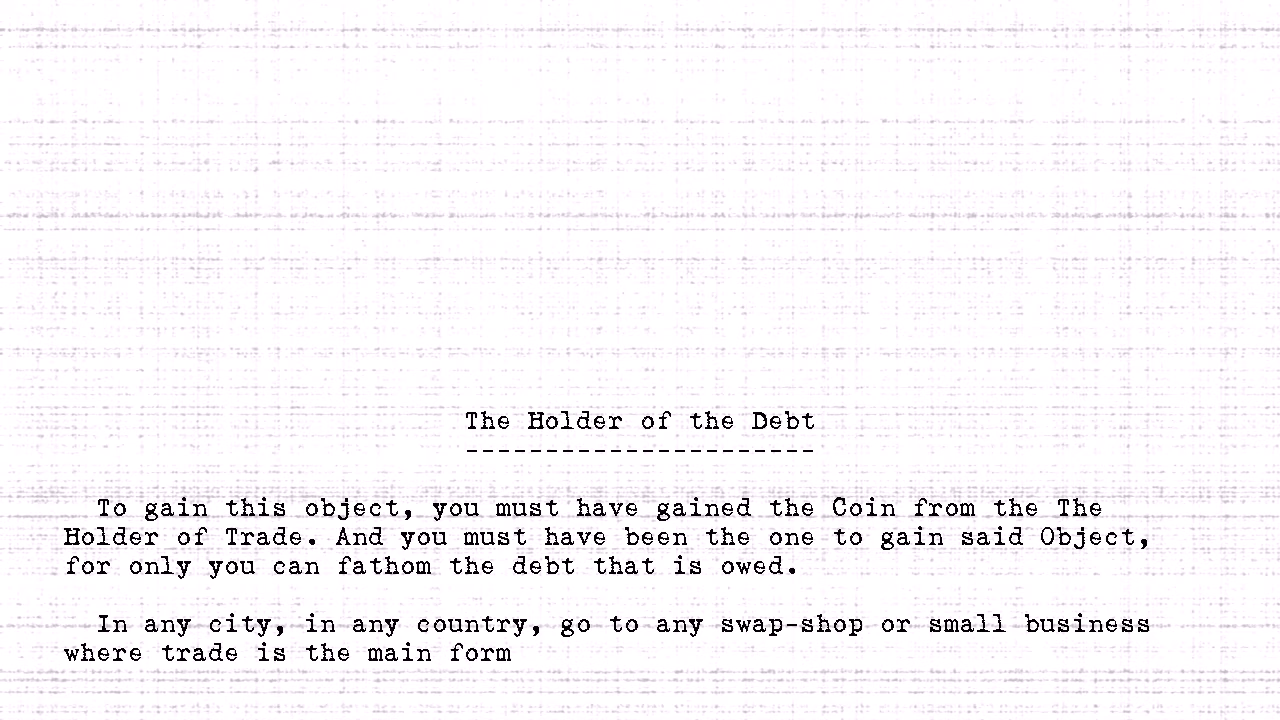 The Holder of the Debt
----------------------
To gain this object, you must have gained the Coin from the The
Holder of Trade. And you must have been the one to gain said Object,
for only you can fathom the debt that is owed.
In any city, in any country, go to any swap-shop or small business
where trade is the main form